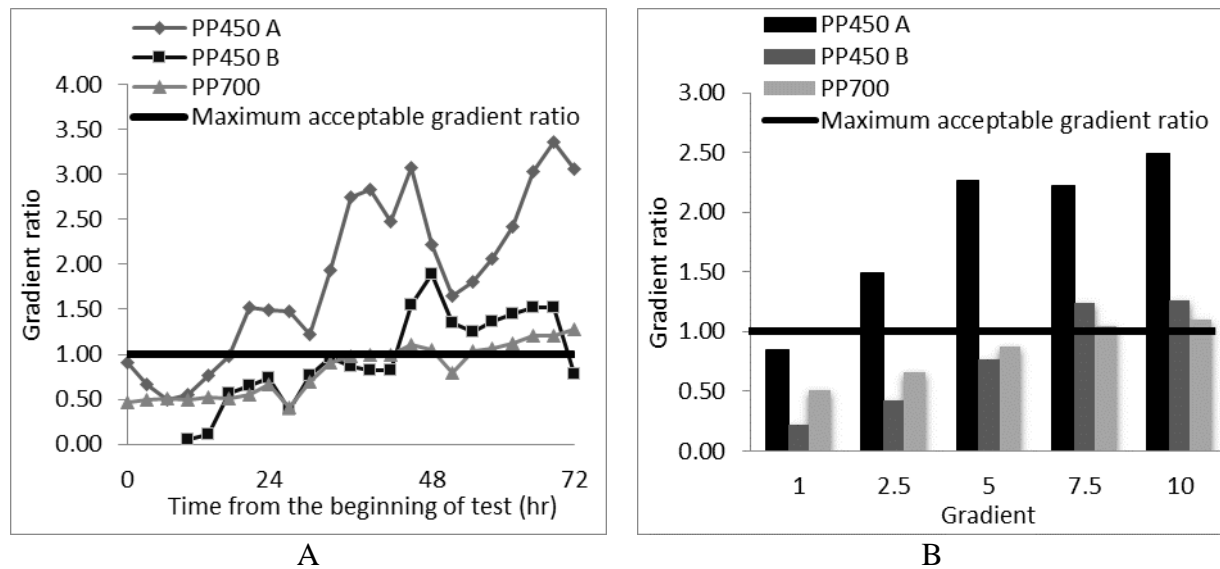 PP450 A
PP450 B
PP700
Maximum acceptable gradient ratio
4.00
3.50
3.00
2.50
2.00
1.50
1.00
0.50
0.00
Gradient ratio
0 24 48 72
Time from the beginning of test (hr)
A
PP450 A
PP450 B
PP700
Maximum acceptable gradient ratio
3.00
2.50
2.00
1.50
1.00
0.50
0.00
Gradient ratio
1 2.5 5 7.5 10
Gradient
B